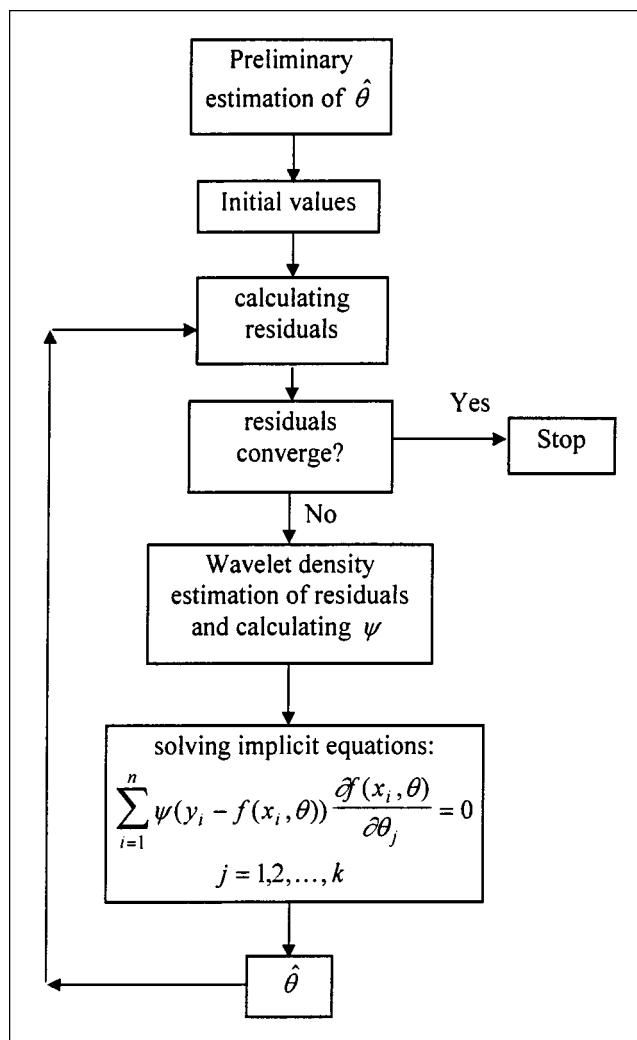 Preliminary
estimation of θ̂
Initial values
calculating
residuals
residuals
converge?
Yes
Stop
No
Wavelet density
estimation of residuals
and calculating ψ
solving implicit equations:
∑_{i=1}^{n} ψ(y_i − f(x_i, θ)) ∂f(x_i, θ)/∂θ_j = 0
j = 1,2,..., k
θ̂